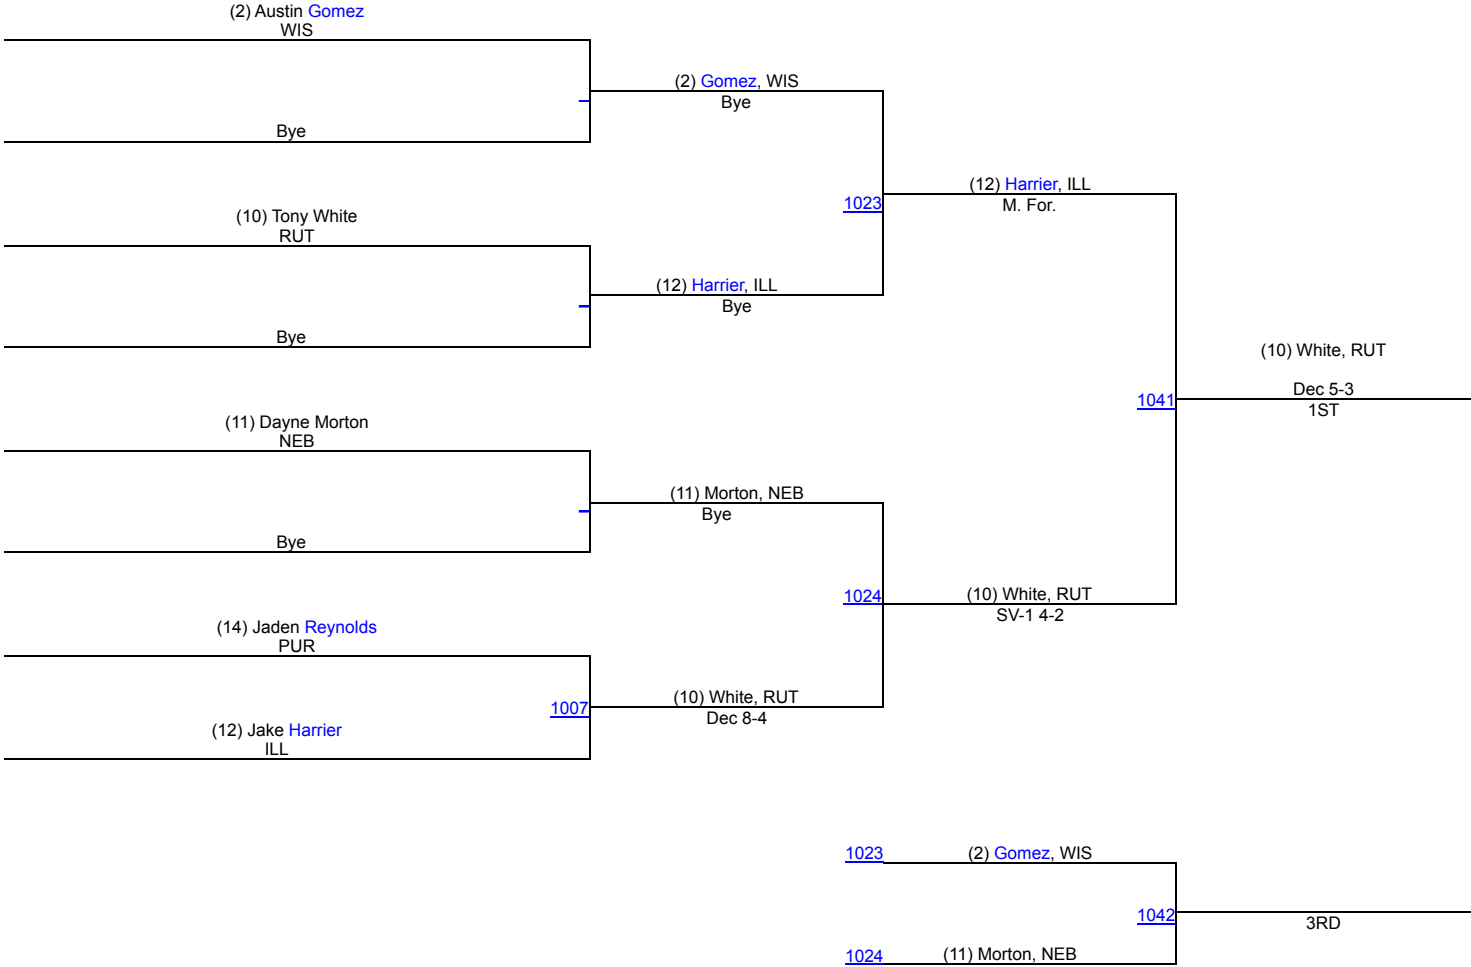 (2) Austin Gomez
WIS
Bye
(10) Tony White
RUT
Bye
(11) Dayne Morton
NEB
Bye
(14) Jaden Reynolds
PUR
(12) Jake Harrier
ILL
1007
(2) Gomez, WIS
Bye
(12) Harrier, ILL
Bye
(11) Morton, NEB
Bye
(10) White, RUT
Dec 8-4
1023
1024
(12) Harrier, ILL
M. For.
(10) White, RUT
SV-1 4-2
1041
(10) White, RUT
Dec 5-3
1ST
1023
(2) Gomez, WIS
1024
(11) Morton, NEB
1042
3RD